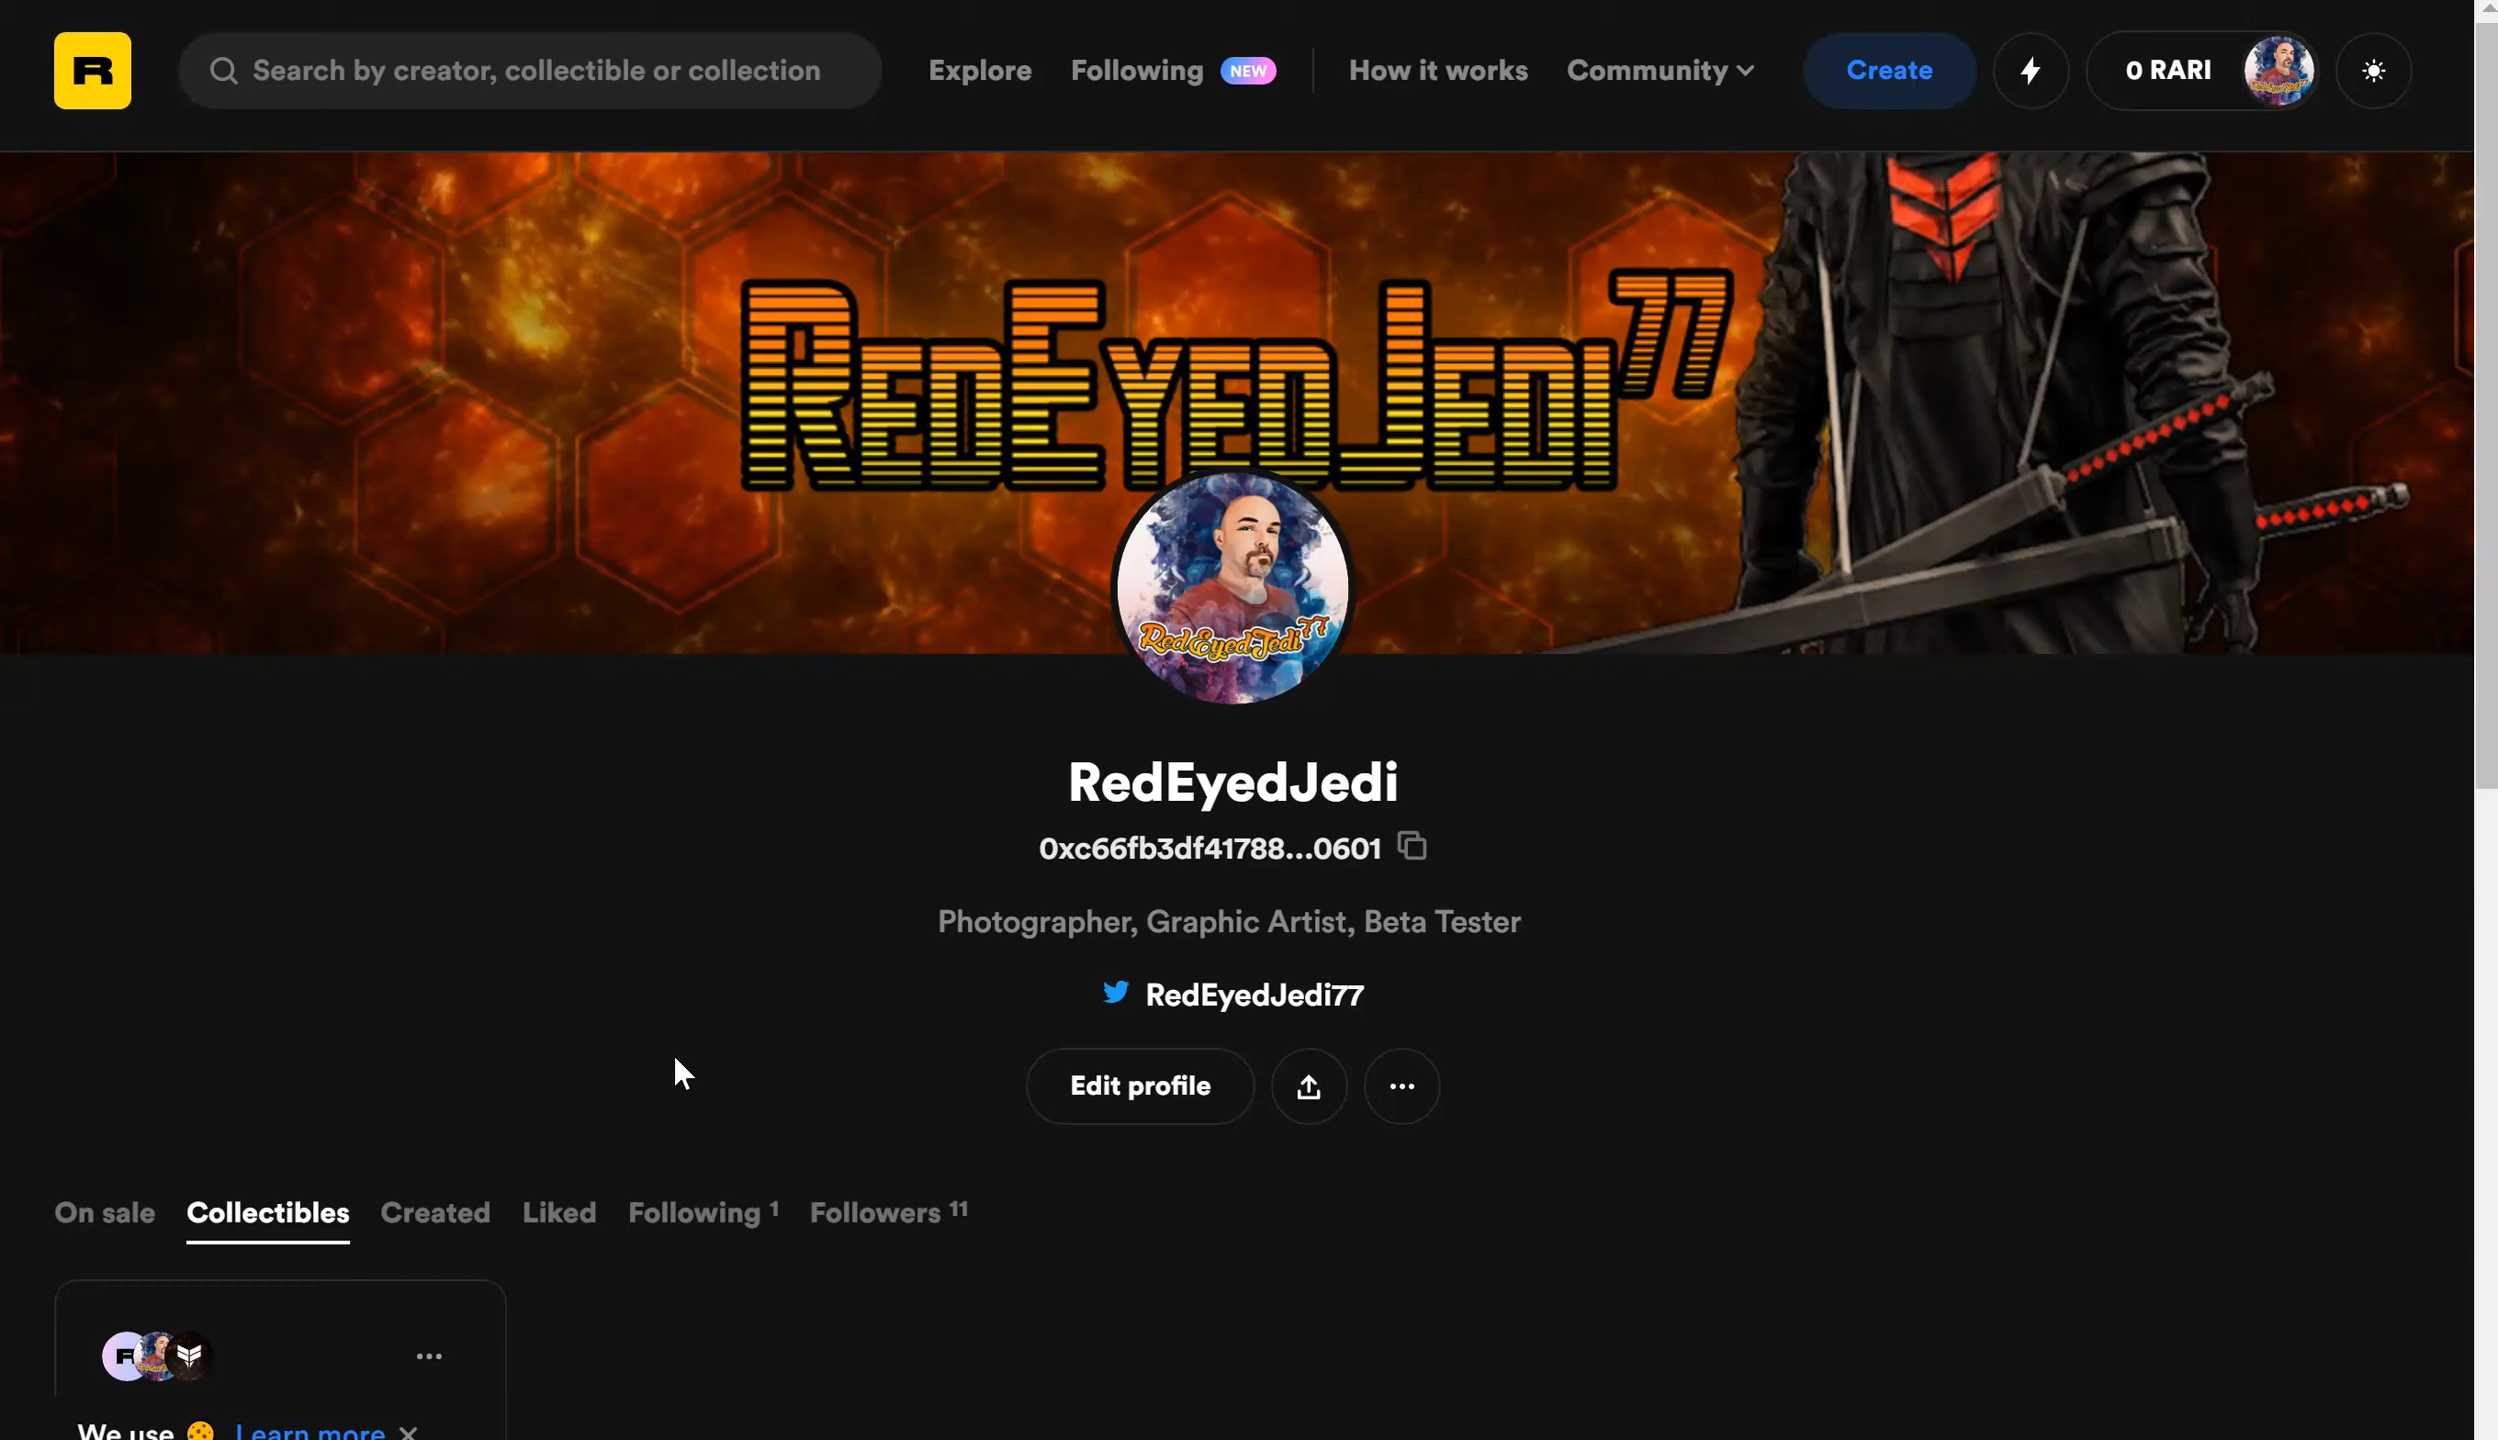 R
Search by creator, collectible or collection
Explore
Following NEW
How it works
Community
Create
0 RARI
RedEyedJedi77
RedEyedJedi77
RedEyedJedi
0xc66fb3df41788...0601
Photographer, Graphic Artist, Beta Tester
RedEyedJedi77
Edit profile
On sale
Collectibles
Created
Liked
Following 1
Followers 11
R
We use
Learn more